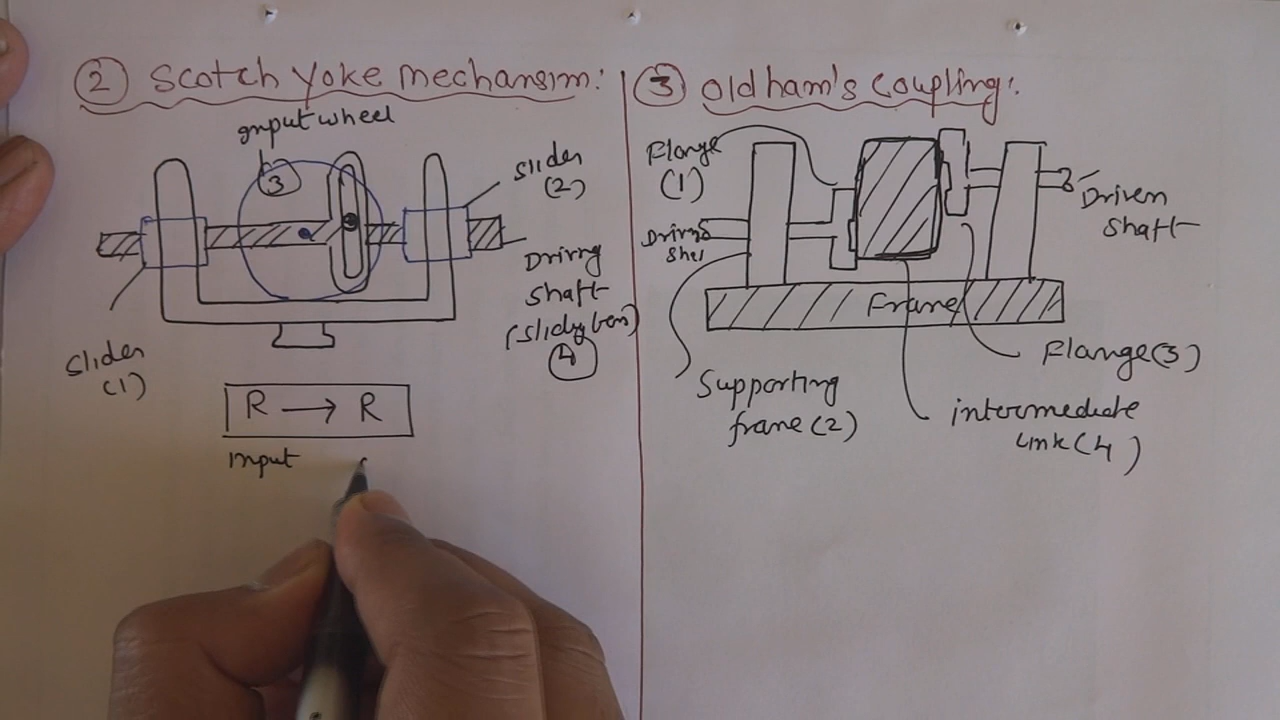 ② Scotch Yoke Mechansim:
Input wheel
3
Slider
(2)
Driving
shaft
(Sliding bar)
④
Slider
(1)
R → R
Input
③ Oldham's Coupling:
Flange
(1)
Driving
Supporting
frame (2)
Frame
Driven
shaft
Flange (3)
intermediate
link (4)